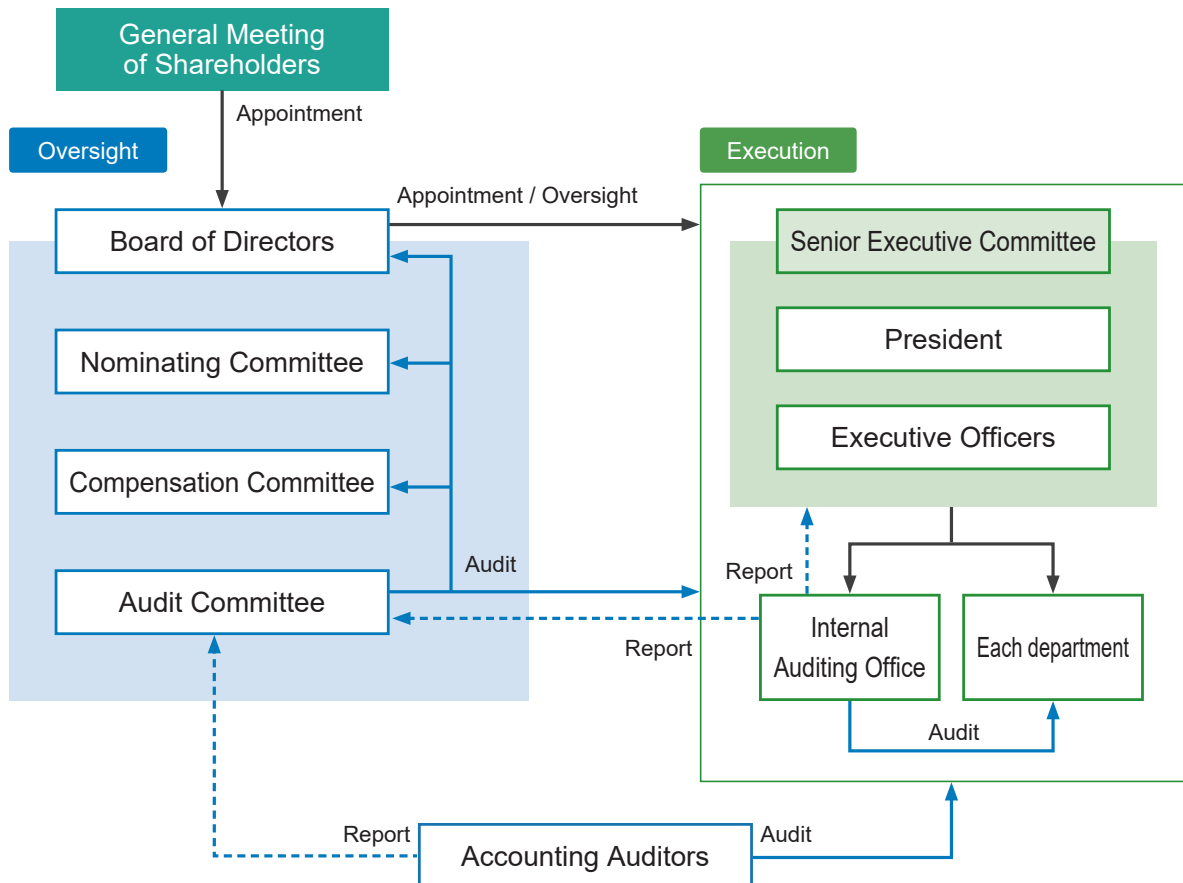 General Meeting
of Shareholders
Appointment
Oversight
Execution
Appointment / Oversight
Board of Directors
Senior Executive Committee
Nominating Committee
President
Executive Officers
Compensation Committee
Audit
Report
Audit Committee
Report
Internal
Auditing Office
Each department
Audit
Report
Audit
Accounting Auditors